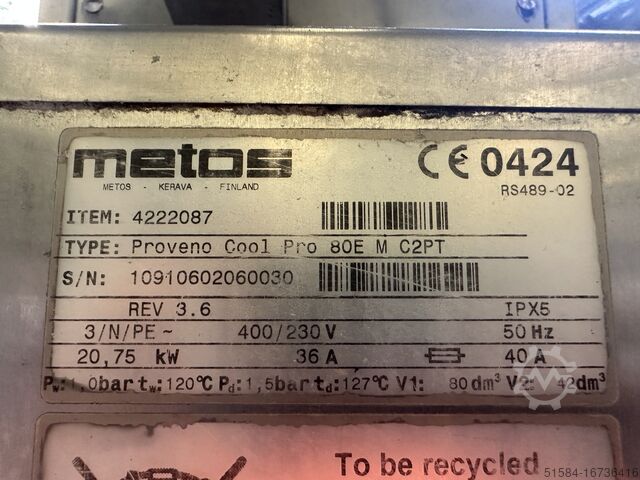 metos
CE 0424
METOS - KERAVA - FINLAND
RS489-02
ITEM: 4222087
TYPE: Proveno Cool Pro 80E M C2PT
S/N: 10910602060030
REV 3.6 IPX5
3/N/PE~ 400/230 V 50 Hz
20,75 kW 36 A 40 A
Pw:1,0bar tw:120°C Pd:1,5bar td:127°C V1: 80dm³ V2: 42dm³
To be recycled
51584-16736416